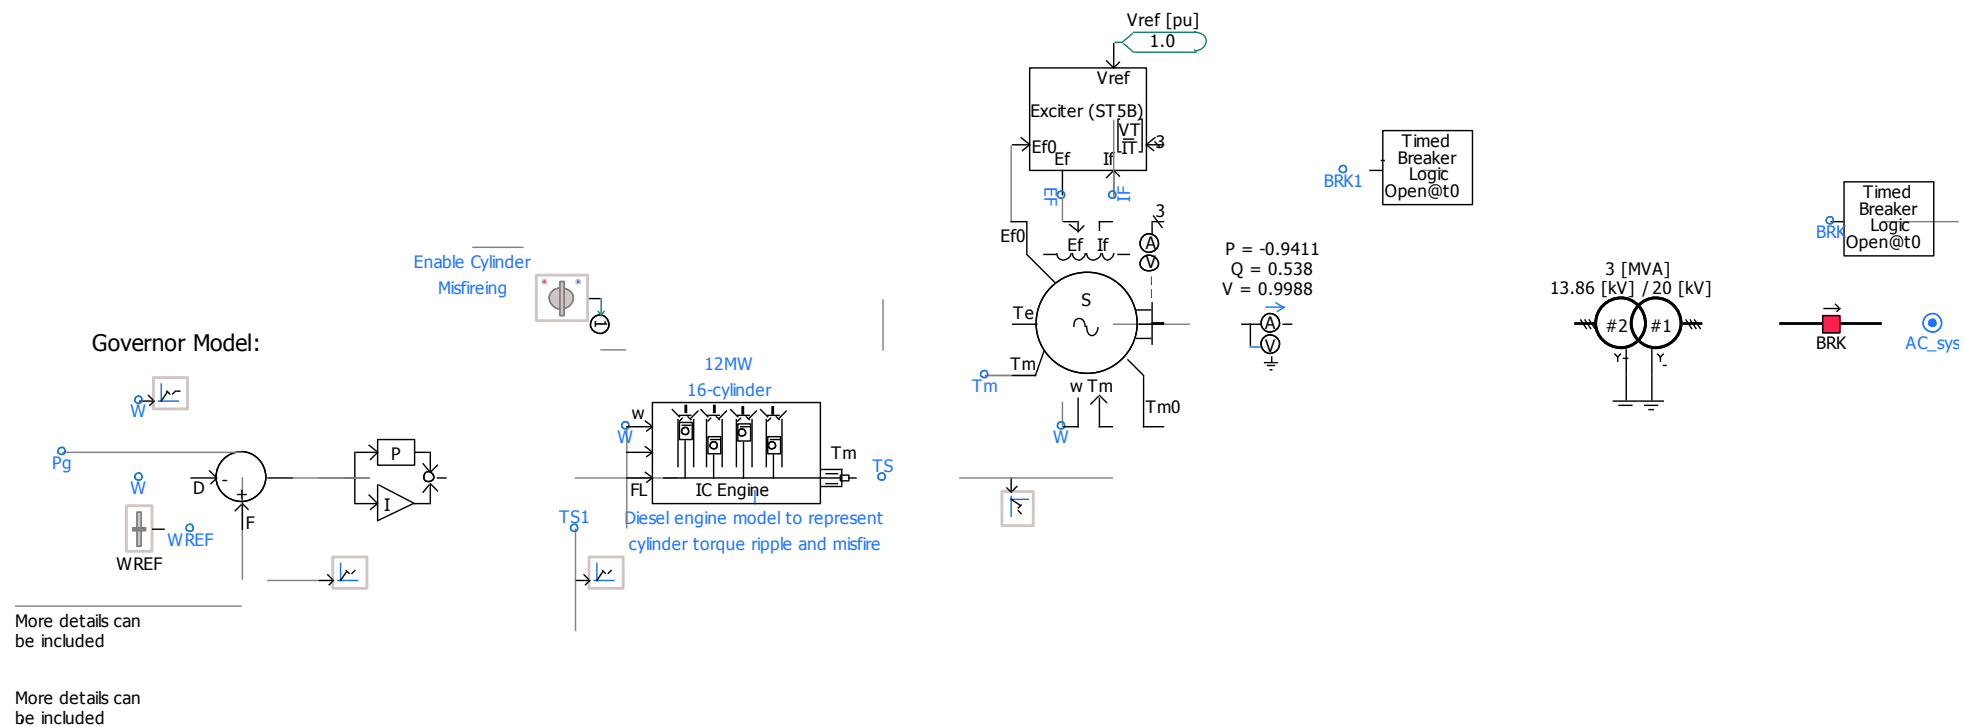 Vref [pu]
1.0
Vref
Exciter (ST5B)
VT
IT
3
Ef0
Ef
If
EF
IF
Timed
Breaker
Logic
Open@t0
BRK1
Timed
Breaker
Logic
Open@t0
BRK
3
Ef0
Ef
If
A
V
Enable Cylinder
Misfireing
1
P = -0.9411
Q = 0.538
V = 0.9988
3 [MVA]
13.86 [kV] / 20 [kV]
S
Te
A
V
#2
#1
Y
Y
BRK
AC_sys
Governor Model:
12MW
16-cylinder
Tm
Tm
w
Tm
Tm0
W
W
w
W
Tm
TS
FL
IC Engine
P
I
Pg
W
D
-
+
F
WREF
WREF
TS1
Diesel engine model to represent
cylinder torque ripple and misfire
More details can
be included
More details can
be included